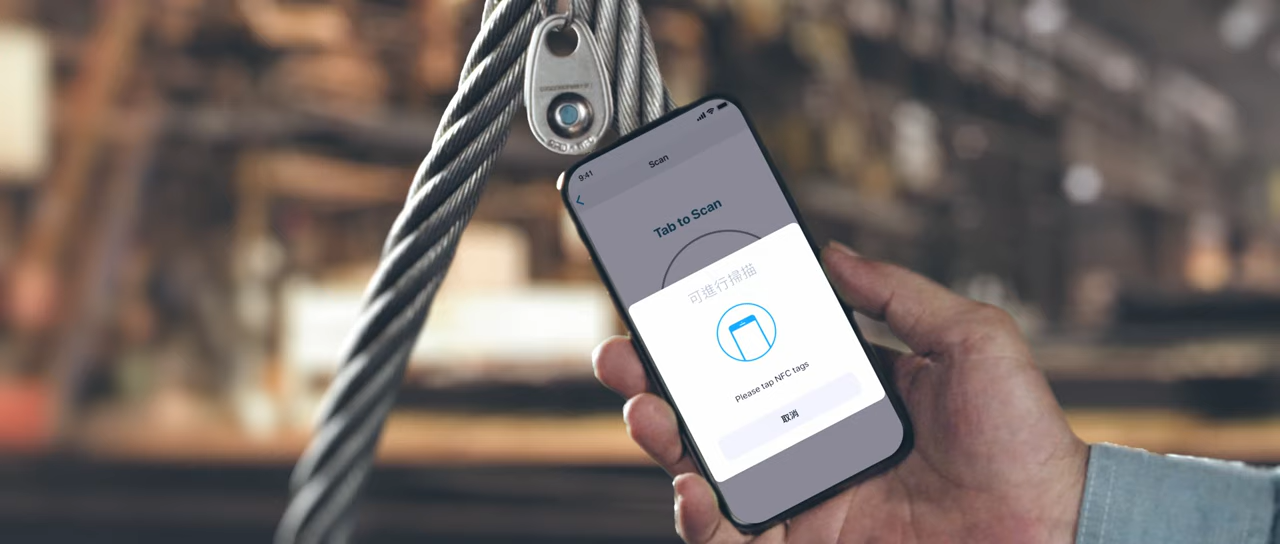 9:41
Scan
Tab to Scan
可進行掃描
Please tap NFC tags
取消